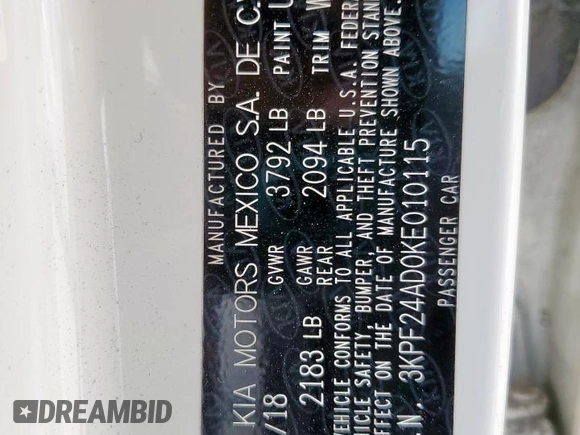 MANUFACTURED BY
KIA MOTORS MEXICO S.A. DE C.
/18 GVWR 3792 LB PAINT
2183 LB GAWR REAR 2094 LB TRIM
VEHICLE CONFORMS TO ALL APPLICABLE U.S.A. FEDER
HICLE SAFETY, BUMPER, AND THEFT PREVENTION STAN
EFFECT ON THE DATE OF MANUFACTURE SHOWN ABOVE.
N. 3KPF24AD0KE010115
PASSENGER CAR
DREAMBID